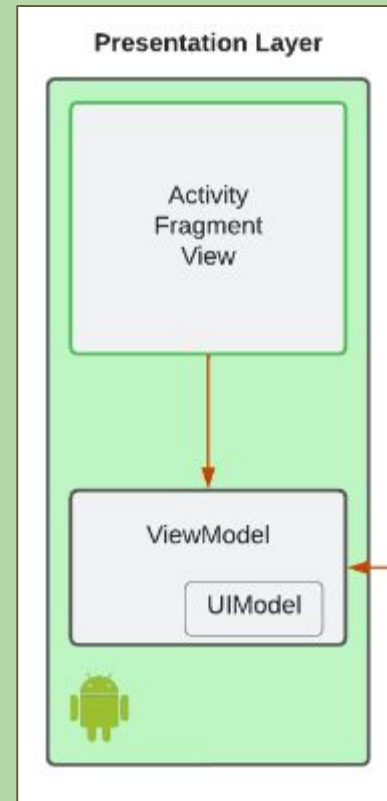 Presentation Layer
Activity
Fragment
View
ViewModel
UIModel